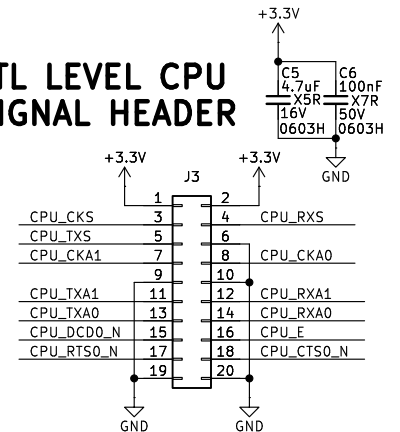 +3.3V
TL LEVEL CPU
IGNAL HEADER
C5
4.7uF
X5R
16V
0603H
C6
100nF
X7R
50V
0603H
GND
+3.3V
+3.3V
J3
1 2
CPU_CKS 3 4 CPU_RXS
CPU_TXS 5 6
CPU_CKA1 7 8 CPU_CKA0
9 10
CPU_TXA1 11 12 CPU_RXA1
CPU_TXA0 13 14 CPU_RXA0
CPU_DCD0_N 15 16 CPU_E
CPU_RTS0_N 17 18 CPU_CTS0_N
19 20
GND
GND